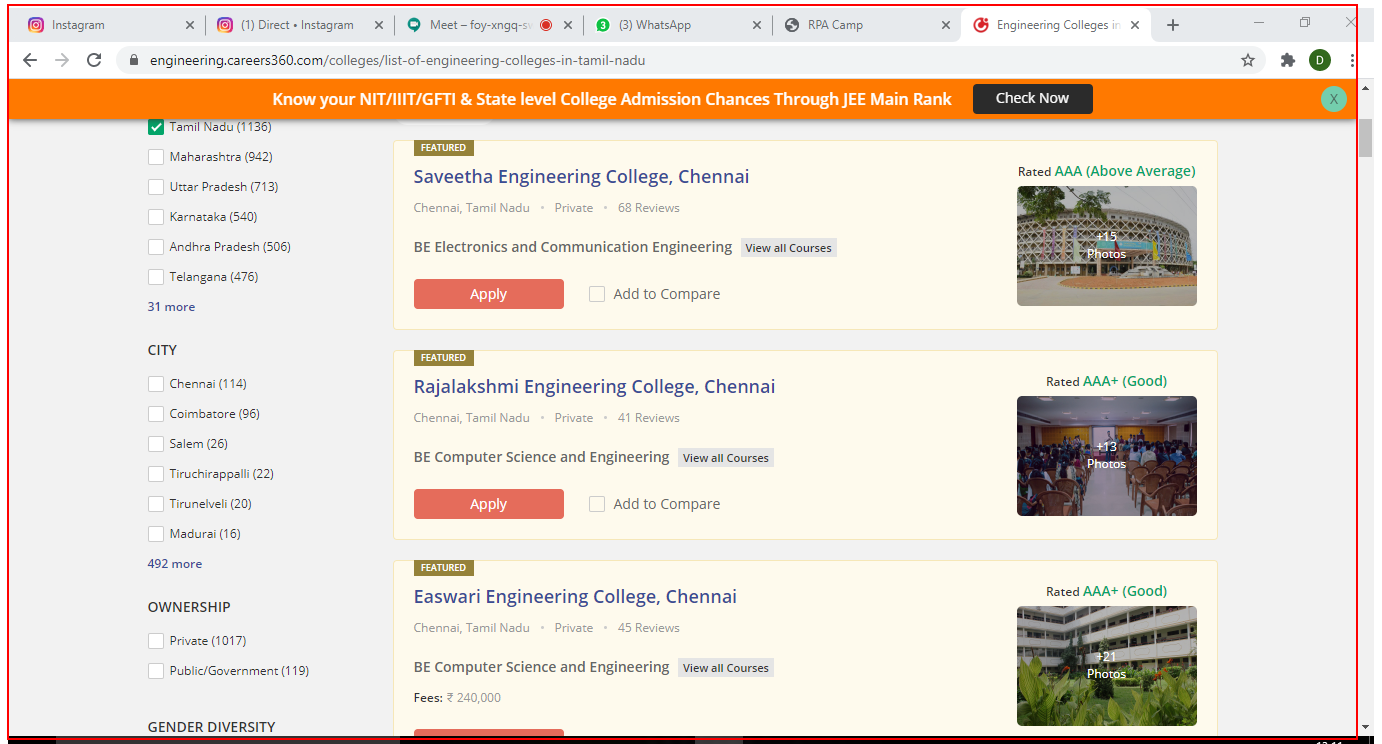 Instagram
(1) Direct • Instagram
Meet – foy-xngq-sv
3
(3) WhatsApp
RPA Camp
Engineering Colleges in
engineering.careers360.com/colleges/list-of-engineering-colleges-in-tamil-nadu
D
Know your NIT/IIIT/GFTI & State level College Admission Chances Through JEE Main Rank
Check Now
X
Tamil Nadu (1136)
Maharashtra (942)
Uttar Pradesh (713)
Karnataka (540)
Andhra Pradesh (506)
Telangana (476)
31 more
CITY
Chennai (114)
Coimbatore (96)
Salem (26)
Tiruchirappalli (22)
Tirunelveli (20)
Madurai (16)
492 more
OWNERSHIP
Private (1017)
Public/Government (119)
GENDER DIVERSITY
FEATURED
Saveetha Engineering College, Chennai
Chennai, Tamil Nadu • Private • 68 Reviews
BE Electronics and Communication Engineering View all Courses
Apply
Add to Compare
Rated AAA (Above Average)
+15
Photos
FEATURED
Rajalakshmi Engineering College, Chennai
Chennai, Tamil Nadu • Private • 41 Reviews
BE Computer Science and Engineering View all Courses
Apply
Add to Compare
Rated AAA+ (Good)
+13
Photos
FEATURED
Easwari Engineering College, Chennai
Chennai, Tamil Nadu • Private • 45 Reviews
BE Computer Science and Engineering View all Courses
Fees: ₹ 240,000
Rated AAA+ (Good)
+21
Photos